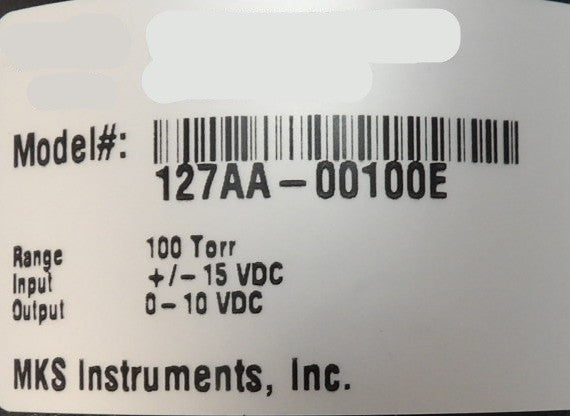 Model#:
127AA-00100E
Range 100 Torr
Input +/- 15 VDC
Output 0-10 VDC
MKS Instruments, Inc.